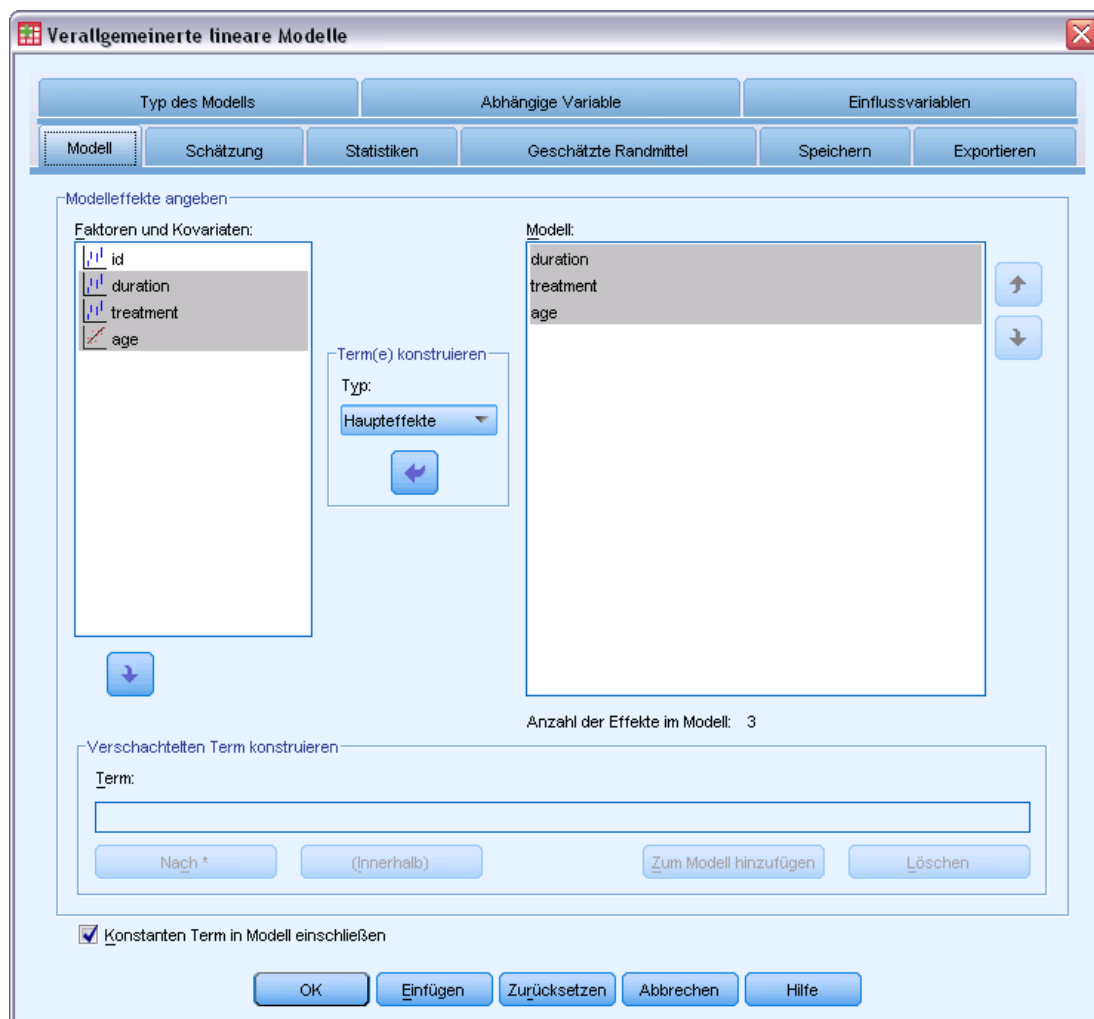 Verallgemeinerte lineare Modelle
Typ des Modells
Abhängige Variable
Einflussvariablen
Modell
Schätzung
Statistiken
Geschätzte Randmittel
Speichern
Exportieren
Modelleffekte angeben
Faktoren und Kovariaten:
id
duration
treatment
age
Term(e) konstruieren
Typ:
Haupteffekte
Modell:
duration
treatment
age
Anzahl der Effekte im Modell: 3
Verschachtelten Term konstruieren
Term:
Nach *
(Innerhalb)
Zum Modell hinzufügen
Löschen
Konstanten Term in Modell einschließen
OK
Einfügen
Zurücksetzen
Abbrechen
Hilfe